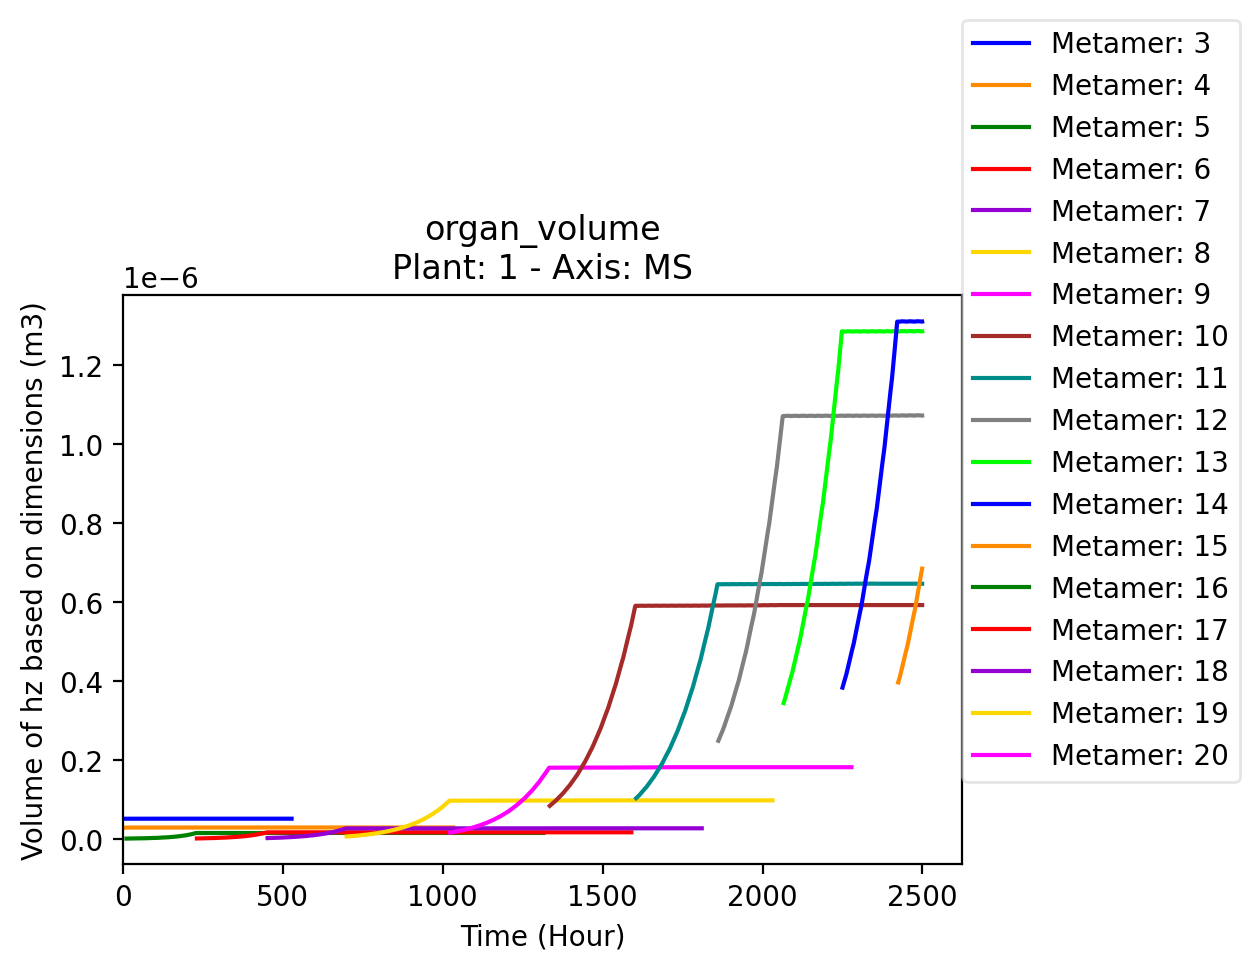 organ_volume
Plant: 1 - Axis: MS
1e−6
Volume of hz based on dimensions (m3)
1.2
1.0
0.8
0.6
0.4
0.2
0.0
0 500 1000 1500 2000 2500
Time (Hour)
Metamer: 3
Metamer: 4
Metamer: 5
Metamer: 6
Metamer: 7
Metamer: 8
Metamer: 9
Metamer: 10
Metamer: 11
Metamer: 12
Metamer: 13
Metamer: 14
Metamer: 15
Metamer: 16
Metamer: 17
Metamer: 18
Metamer: 19
Metamer: 20